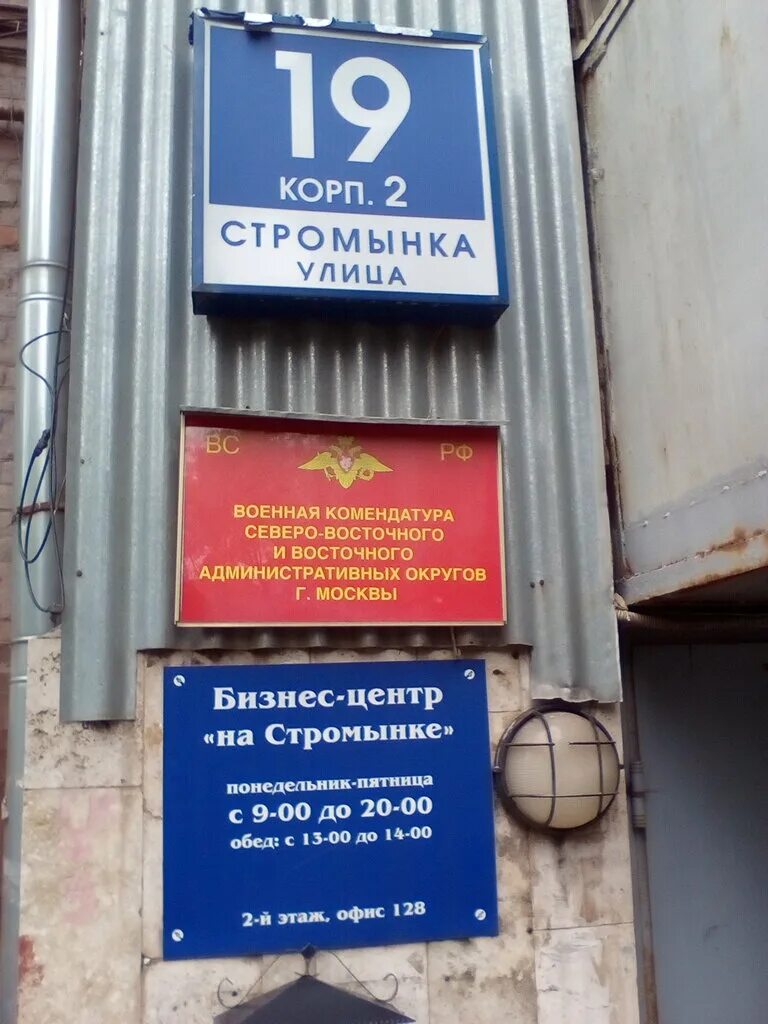 19
КОРП. 2
СТРОМЫНКА
УЛИЦА
ВС РФ
ВОЕННАЯ КОМЕНДАТУРА
СЕВЕРО-ВОСТОЧНОГО
И ВОСТОЧНОГО
АДМИНИСТРАТИВНЫХ ОКРУГОВ
Г. МОСКВЫ
Бизнес-центр
«на Стромынке»
понедельник-пятница
с 9-00 до 20-00
обед: с 13-00 до 14-00
2-й этаж, офис 128